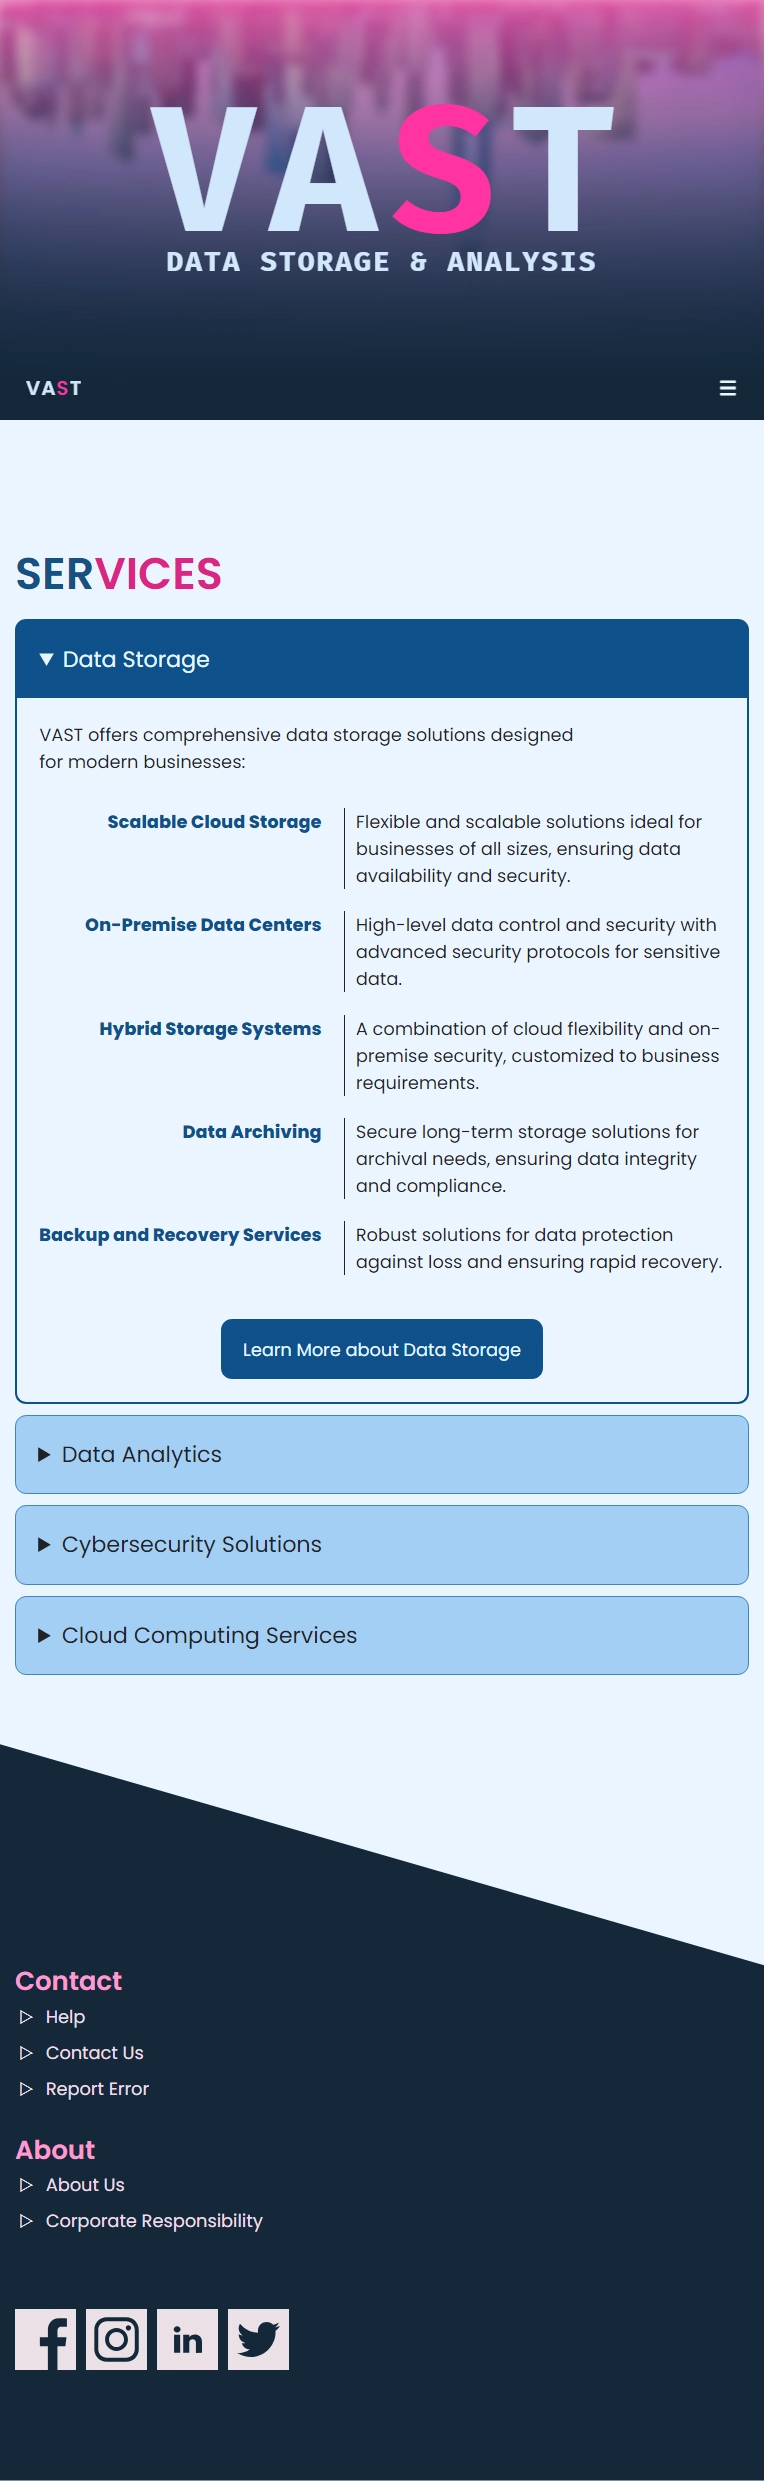 VAST
DATA STORAGE & ANALYSIS
VAST
SERVICES
Data Storage
VAST offers comprehensive data storage solutions designed
for modern businesses:
Scalable Cloud Storage
Flexible and scalable solutions ideal for
businesses of all sizes, ensuring data
availability and security.
On-Premise Data Centers
High-level data control and security with
advanced security protocols for sensitive
data.
Hybrid Storage Systems
A combination of cloud flexibility and on-
premise security, customized to business
requirements.
Data Archiving
Secure long-term storage solutions for
archival needs, ensuring data integrity
and compliance.
Backup and Recovery Services
Robust solutions for data protection
against loss and ensuring rapid recovery.
Learn More about Data Storage
Data Analytics
Cybersecurity Solutions
Cloud Computing Services
Contact
Help
Contact Us
Report Error
About
About Us
Corporate Responsibility
in